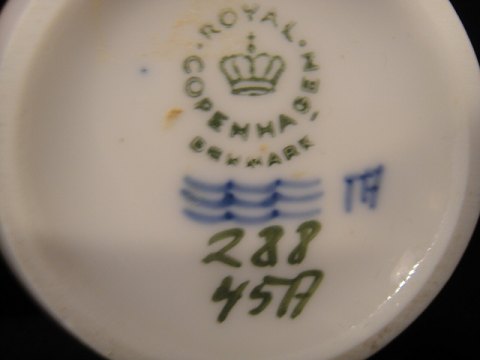 ROYAL
COPENHAGEN
DENMARK
288
45A